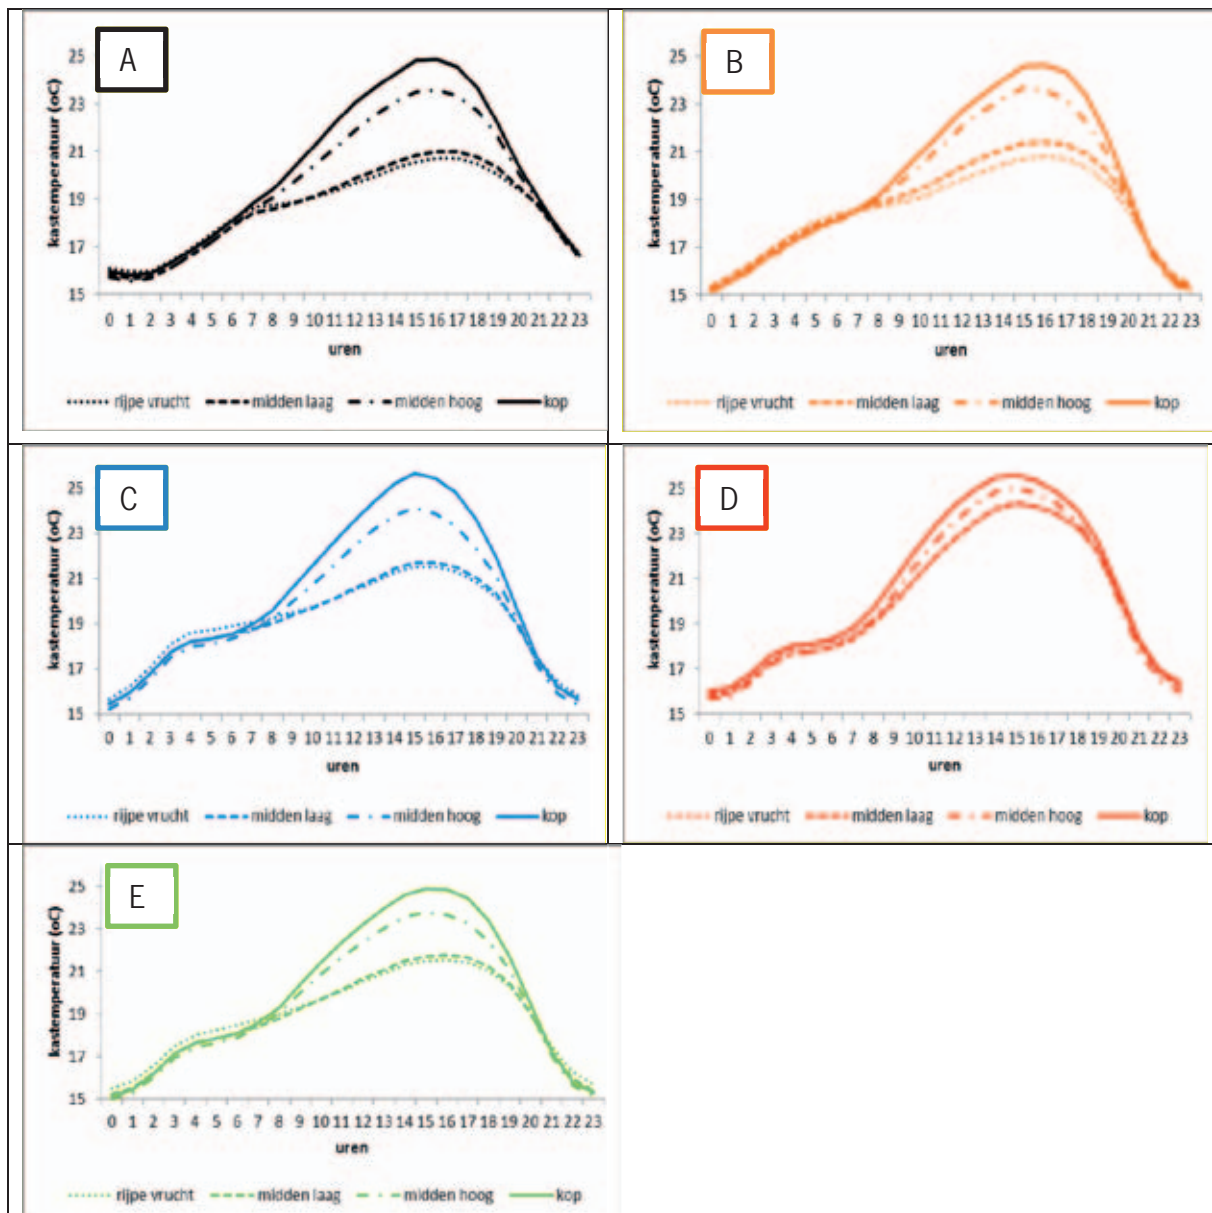 A
kastemperatuur (oC)
25
23
21
19
17
15
0 1 2 3 4 5 6 7 8 9 10 11 12 13 14 15 16 17 18 19 20 21 22 23
uren
rijpe vrucht midden laag midden hoog kop
B
kastemperatuur (oC)
25
23
21
19
17
15
0 1 2 3 4 5 6 7 8 9 10 11 12 13 14 15 16 17 18 19 20 21 22 23
uren
rijpe vrucht midden laag midden hoog kop
C
kastemperatuur (oC)
25
23
21
19
17
15
0 1 2 3 4 5 6 7 8 9 10 11 12 13 14 15 16 17 18 19 20 21 22 23
uren
rijpe vrucht midden laag midden hoog kop
D
kastemperatuur (oC)
25
23
21
19
17
15
0 1 2 3 4 5 6 7 8 9 10 11 12 13 14 15 16 17 18 19 20 21 22 23
uren
rijpe vrucht midden laag midden hoog kop
E
kastemperatuur (oC)
25
23
21
19
17
15
0 1 2 3 4 5 6 7 8 9 10 11 12 13 14 15 16 17 18 19 20 21 22 23
uren
rijpe vrucht midden laag midden hoog kop